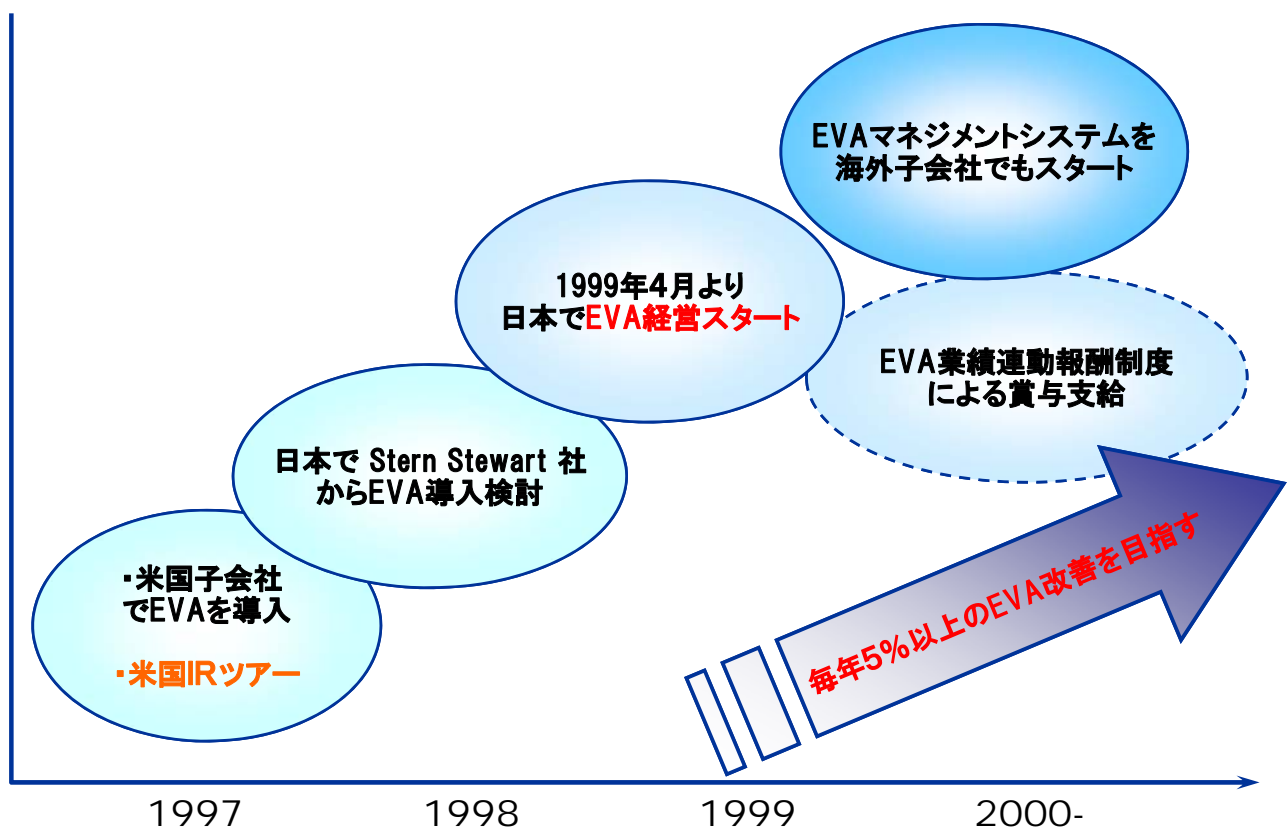 EVAマネジメントシステムを
海外子会社でもスタート
1999年4月より
日本でEVA経営スタート
EVA業績連動報酬制度
による賞与支給
日本で Stern Stewart 社
からEVA導入検討
・米国子会社
でEVAを導入
・米国IRツアー
毎年5%以上のEVA改善を目指す
1997 1998 1999 2000-